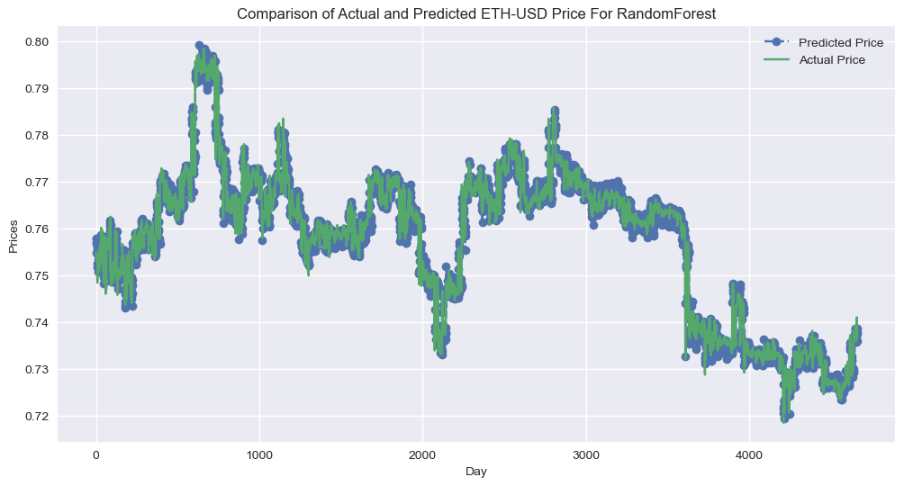 Comparison of Actual and Predicted ETH-USD Price For RandomForest
Predicted Price
Actual Price
0.80
0.79
0.78
0.77
0.76
0.75
0.74
0.73
0.72
Prices
0 1000 2000 3000 4000
Day